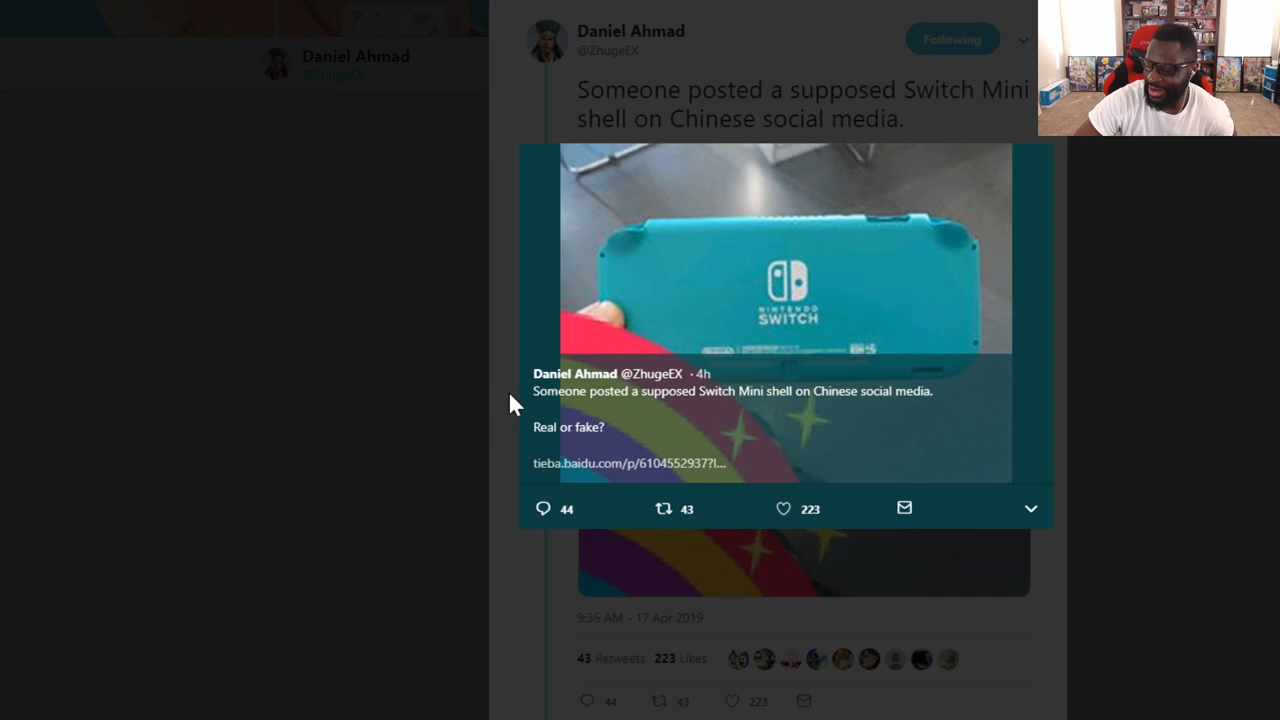 Daniel Ahmad
@ZhugeEX
Daniel Ahmad
@ZhugeEX
Following
Someone posted a supposed Switch Mini
shell on Chinese social media.
NINTENDO
SWITCH
Daniel Ahmad @ZhugeEX · 4h
Someone posted a supposed Switch Mini shell on Chinese social media.
Real or fake?
tieba.baidu.com/p/6104552937?l...
44 43 223
9:36 AM - 17 Apr 2019
43 Retweets 223 Likes
44 43 223